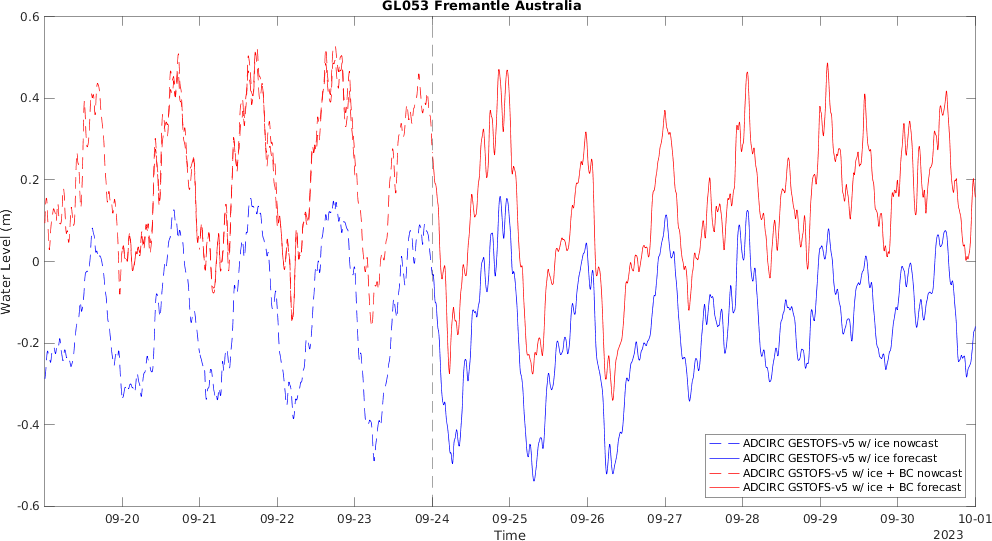 GL053 Fremantle Australia
Water Level (m)
0.6
0.4
0.2
0
-0.2
-0.4
-0.6
ADCIRC GESTOFS-v5 w/ ice nowcast
ADCIRC GESTOFS-v5 w/ ice forecast
ADCIRC GSTOFS-v5 w/ ice + BC nowcast
ADCIRC GSTOFS-v5 w/ ice + BC forecast
09-20 09-21 09-22 09-23 09-24 09-25 09-26 09-27 09-28 09-29 09-30 10-01
Time
2023